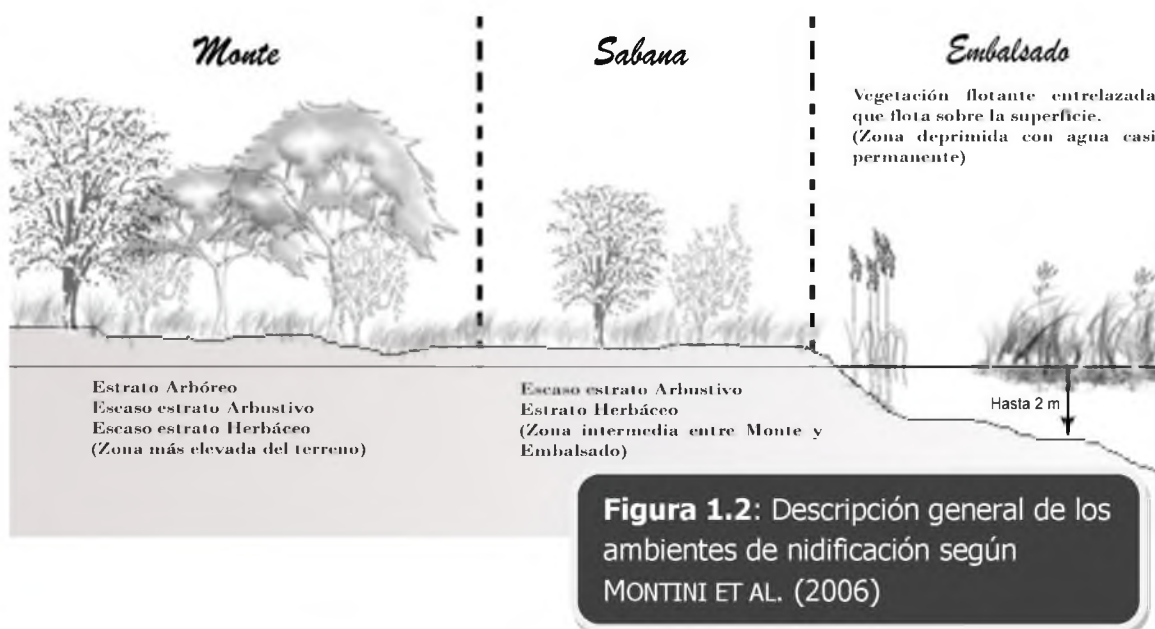 Monte
Sabana
Embalsado
Vegetación flotante entrelazada
que flota sobre la superficie.
(Zona deprimida con agua casi
permanente)
Estrato Arbóreo
Escaso estrato Arbustivo
Escaso estrato Herbáceo
(Zona más elevada del terreno)
Escaso estrato Arbustivo
Estrato Herbáceo
(Zona intermedia entre Monte y
Embalsado)
Hasta 2 m
Figura 1.2: Descripción general de los
ambientes de nidificación según
MONTINI ET AL. (2006)